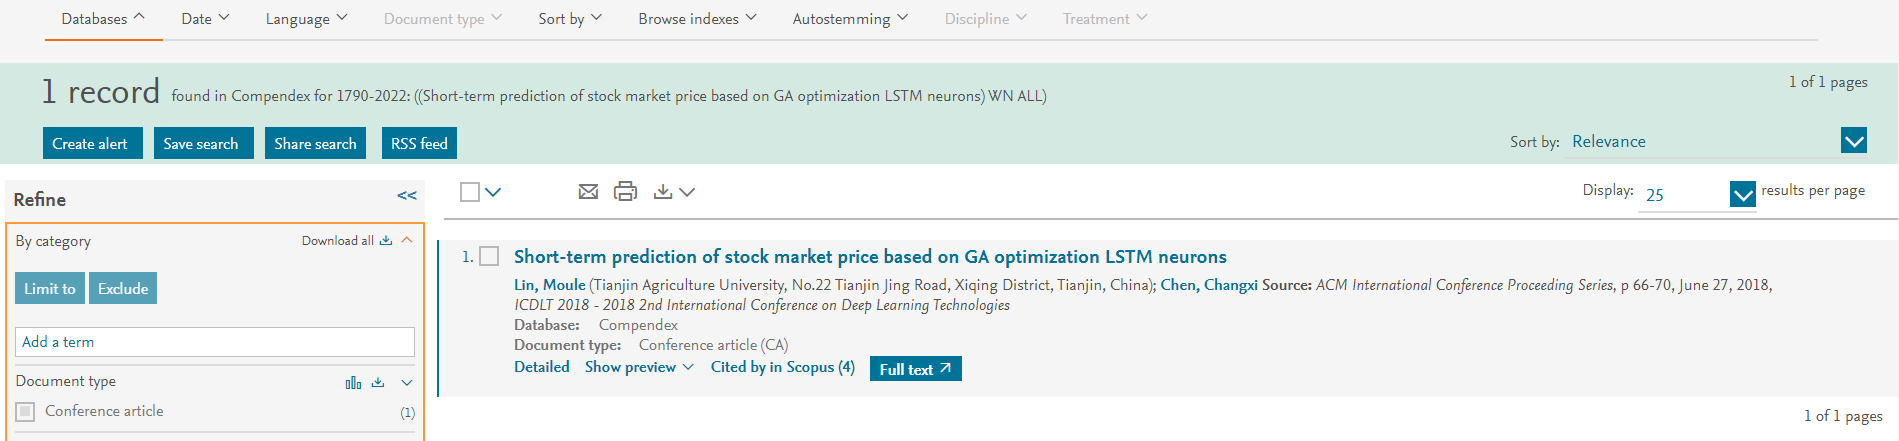 Databases Date Language Document type Sort by Browse indexes Autostemming Discipline Treatment
1 record found in Compendex for 1790-2022: ((Short-term prediction of stock market price based on GA optimization LSTM neurons) WN ALL)
1 of 1 pages
Create alert Save search Share search RSS feed
Sort by: Relevance
Refine <<
Display: 25 results per page
By category Download all
Limit to Exclude
Add a term
Document type
Conference article (1)
1. Short-term prediction of stock market price based on GA optimization LSTM neurons
Lin, Moule (Tianjin Agriculture University, No.22 Tianjin Jing Road, Xiqing District, Tianjin, China); Chen, Changxi Source: ACM International Conference Proceeding Series, p 66-70, June 27, 2018,
ICDLT 2018 - 2018 2nd International Conference on Deep Learning Technologies
Database: Compendex
Document type: Conference article (CA)
Detailed Show preview Cited by in Scopus (4) Full text
1 of 1 pages